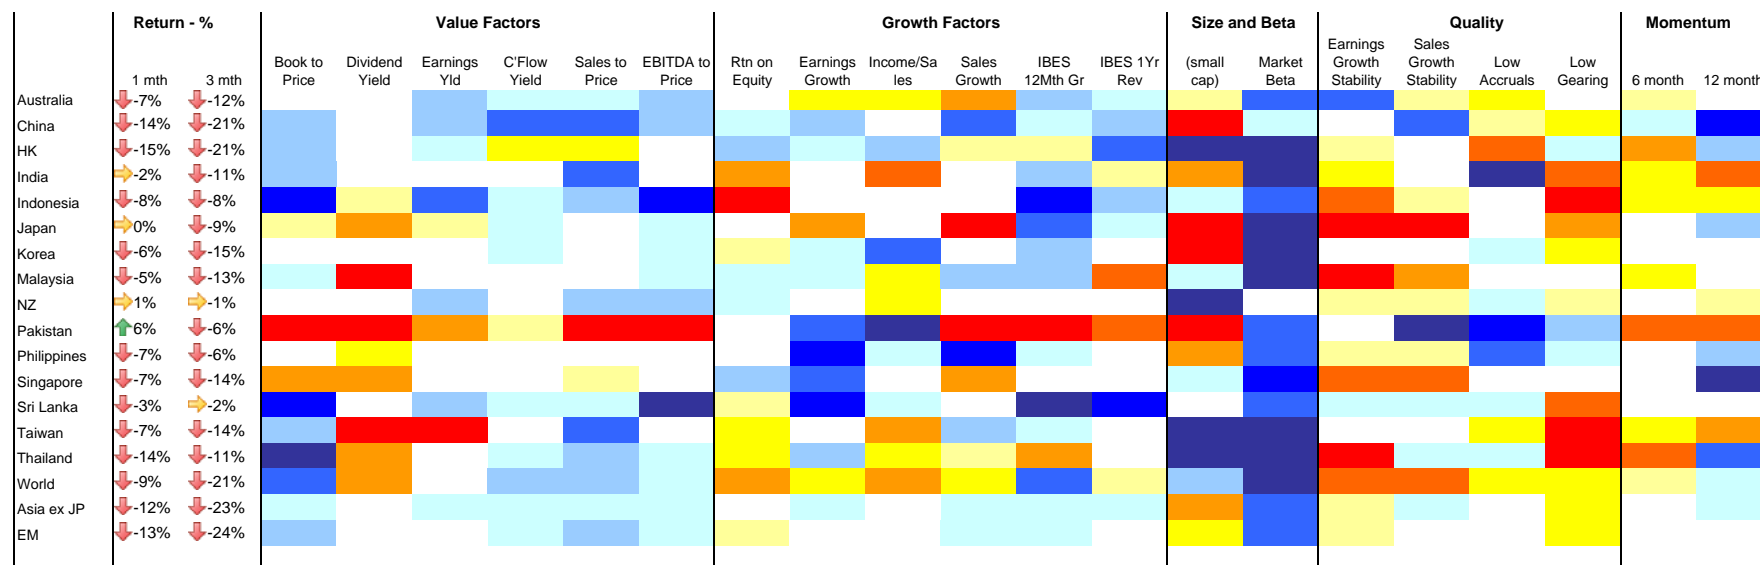 Return - % Value Factors Growth Factors Size and Beta Quality Momentum
1 mth 3 mth Book to Price Dividend Yield Earnings Yld C'Flow Yield Sales to Price EBITDA to Price Rtn on Equity Earnings Growth Income/Sa les Sales Growth IBES 12Mth Gr IBES 1Yr Rev (small cap) Market Beta Earnings Growth Stability Sales Growth Stability Low Accruals Low Gearing 6 month 12 month
Australia -7% -12%
China -14% -21%
HK -15% -21%
India -2% -11%
Indonesia -8% -8%
Japan 0% -9%
Korea -6% -15%
Malaysia -5% -13%
NZ 1% -1%
Pakistan 6% -6%
Philippines -7% -6%
Singapore -7% -14%
Sri Lanka -3% -2%
Taiwan -7% -14%
Thailand -14% -11%
World -9% -21%
Asia ex JP -12% -23%
EM -13% -24%